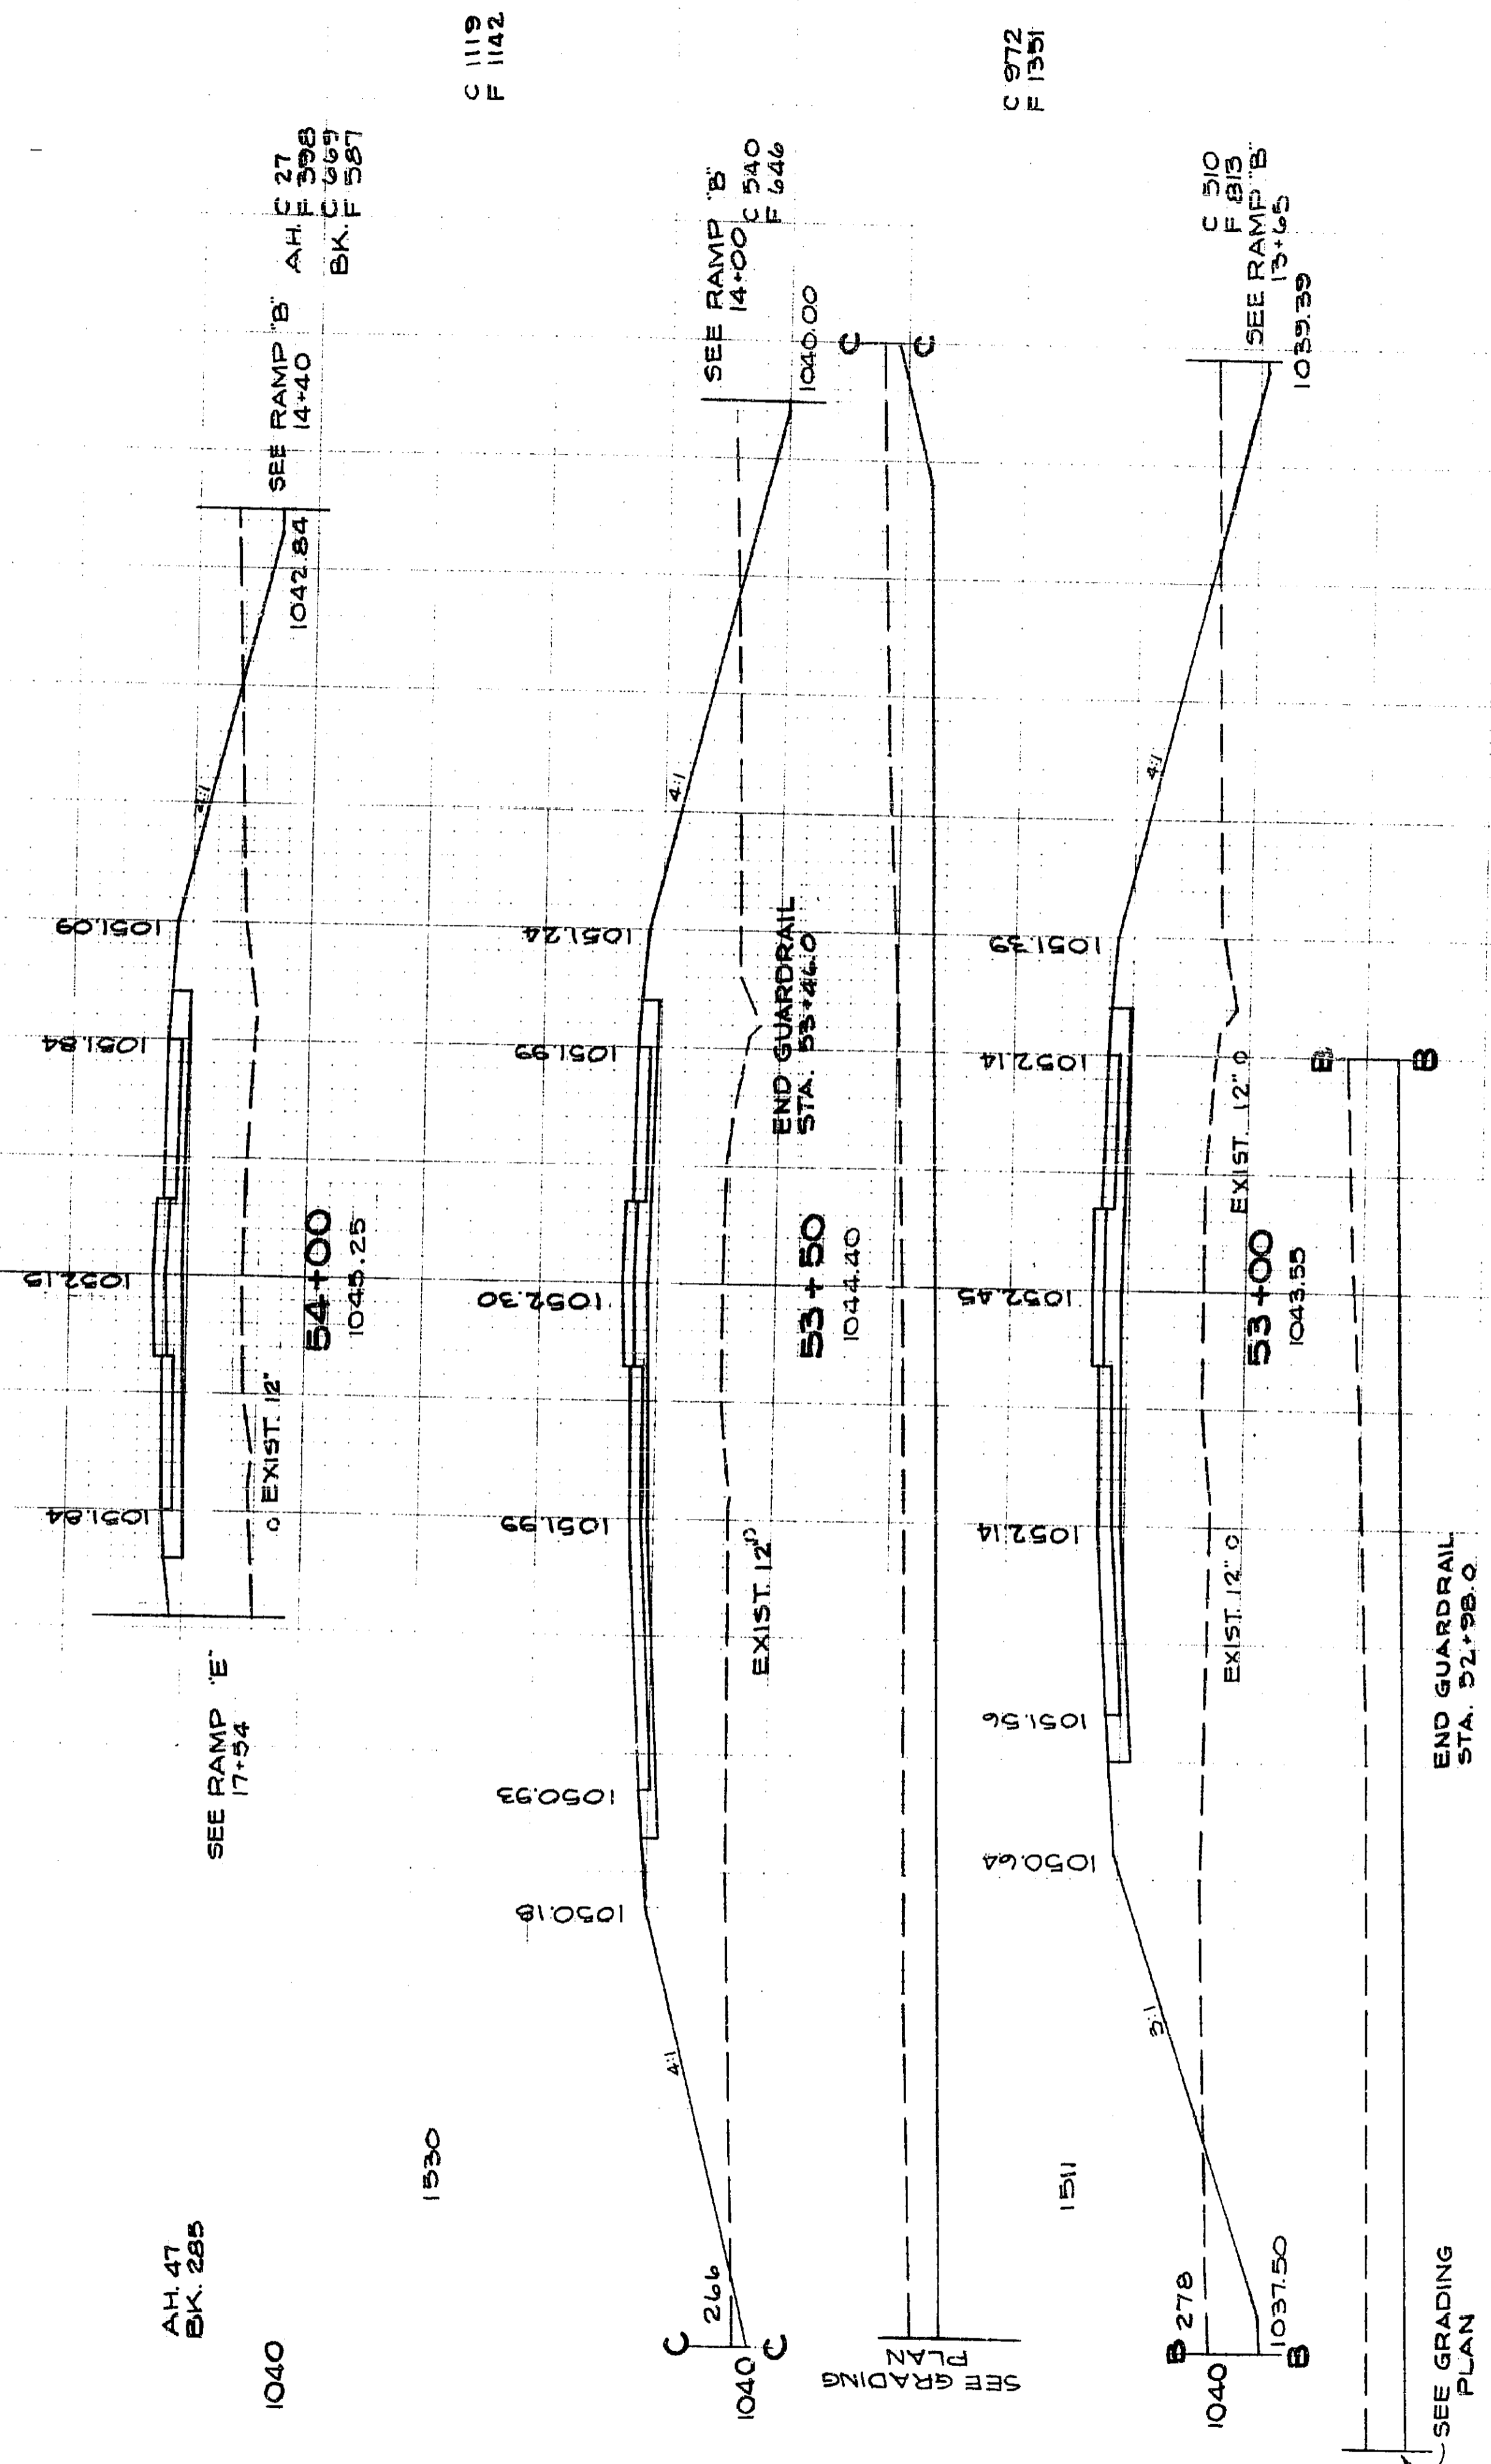 C 1119
F 1142
C 972
F 1351
AH. C 27
F 398
BK. C 669
F 587
SEE RAMP "B"
14+40
1042.84
1051.09
1051.84
1052.15
1051.84
54+00
1045.25
EXIST. 12"
SEE RAMP "E"
17+54
AH. 47
BK. 285
1040
1530
SEE RAMP "B"
14+00
C 540
F 646
1040.00
C
C
4:1
1051.24
1051.99
1052.30
1051.99
1050.93
1050.18
END GUARDRAIL
STA. 53+46.0
53+50
1044.40
EXIST. 12"
4:1
266
C
C
1040
SEE GRADING
PLAN
1511
C 510
F 813
SEE RAMP "B"
13+65
1039.39
4:1
1051.39
1052.14
1052.45
1052.14
1051.56
1050.64
EXIST. 12"
53+00
1043.55
EXIST. 12"
3:1
B
278
1037.50
B
1040
B
B
END GUARDRAIL
STA. 52+98.0
SEE GRADING
PLAN